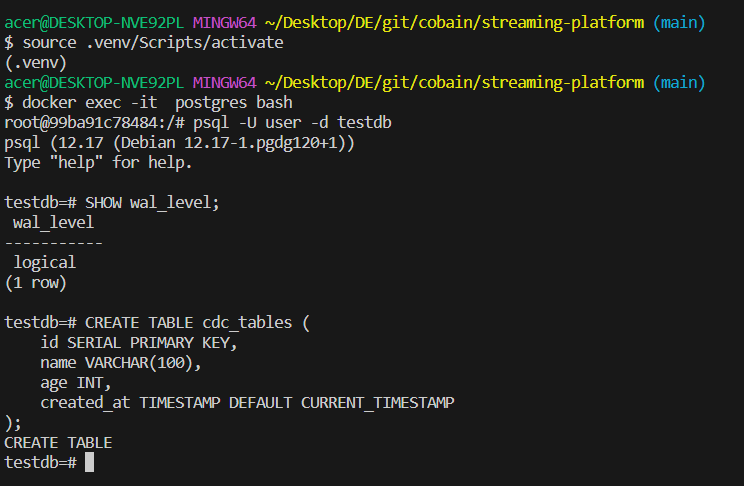 acer@DESKTOP-NVE92PL MINGW64 ~/Desktop/DE/git/cobain/streaming-platform (main)
$ source .venv/Scripts/activate
(.venv)
acer@DESKTOP-NVE92PL MINGW64 ~/Desktop/DE/git/cobain/streaming-platform (main)
$ docker exec -it  postgres bash
root@99ba91c78484:/# psql -U user -d testdb
psql (12.17 (Debian 12.17-1.pgdg120+1))
Type "help" for help.

testdb=# SHOW wal_level;
 wal_level
-----------
 logical
(1 row)

testdb=# CREATE TABLE cdc_tables (
    id SERIAL PRIMARY KEY,
    name VARCHAR(100),
    age INT,
    created_at TIMESTAMP DEFAULT CURRENT_TIMESTAMP
);
CREATE TABLE
testdb=#